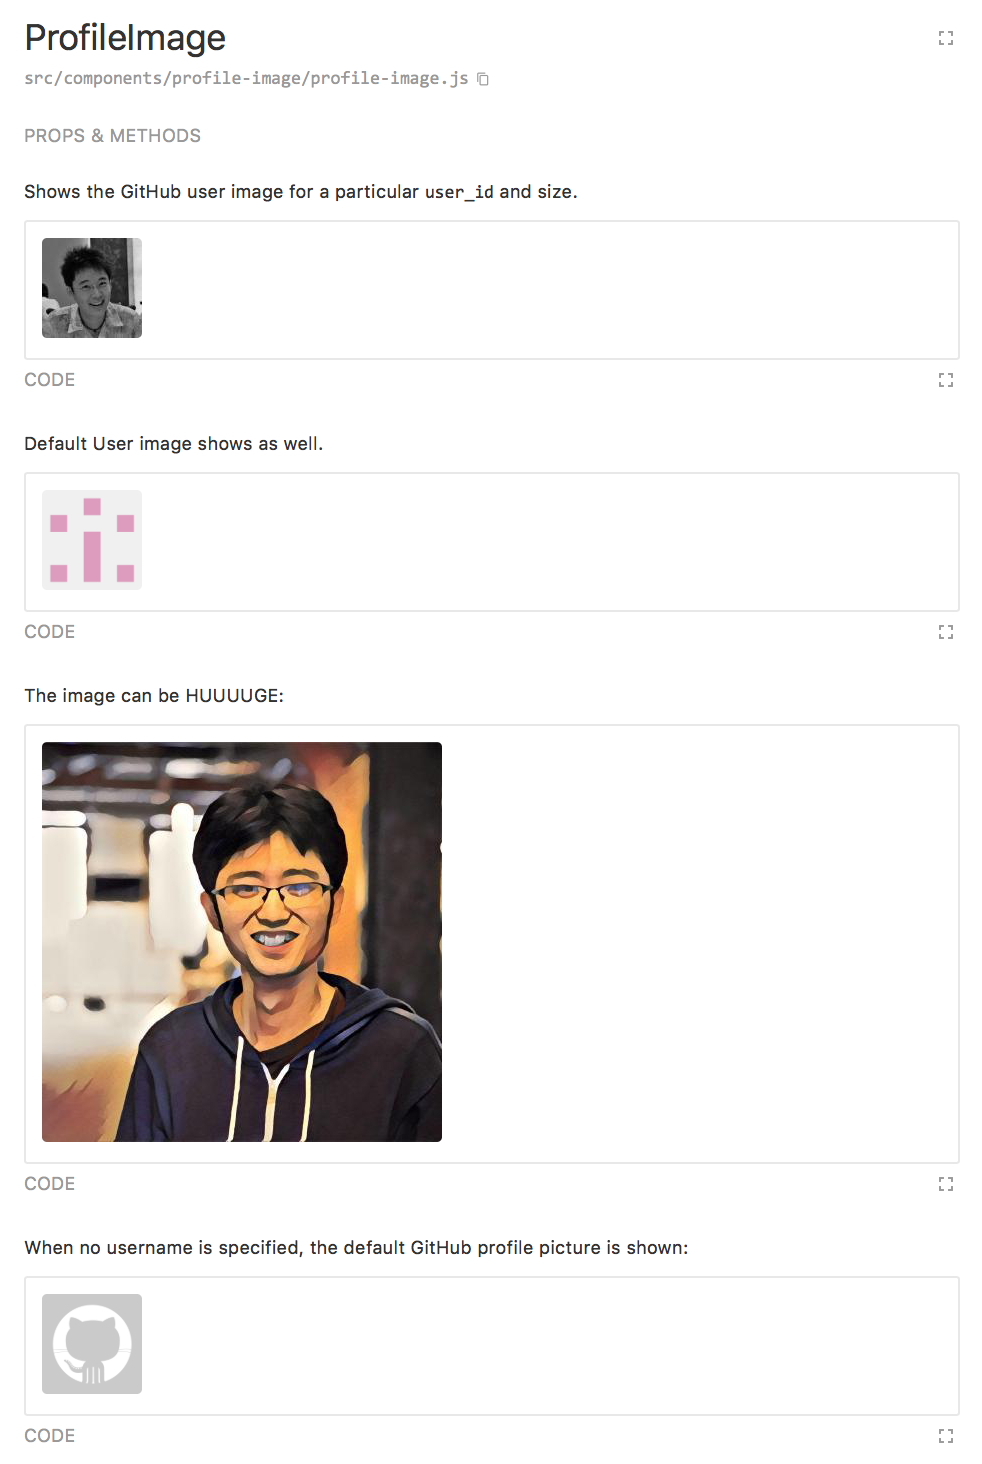 ProfileImage
src/components/profile-image/profile-image.js
PROPS & METHODS
Shows the GitHub user image for a particular user_id and size.
CODE
Default User image shows as well.
CODE
The image can be HUUUUGE:
CODE
When no username is specified, the default GitHub profile picture is shown:
CODE